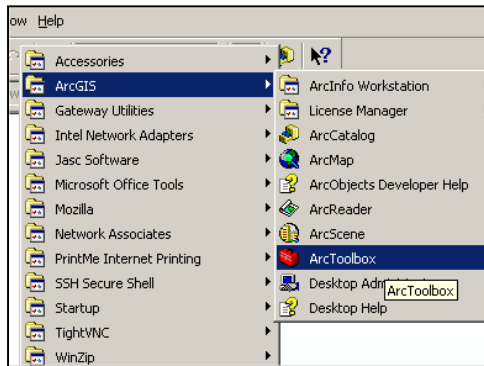 ow Help
Accessories
ArcGIS
Gateway Utilities
Intel Network Adapters
Jasc Software
Microsoft Office Tools
Mozilla
Network Associates
PrintMe Internet Printing
SSH Secure Shell
Startup
TightVNC
WinZip
ArcInfo Workstation
License Manager
ArcCatalog
ArcMap
ArcObjects Developer Help
ArcReader
ArcScene
ArcToolbox
Desktop Ad
ArcToolbox
Desktop Help